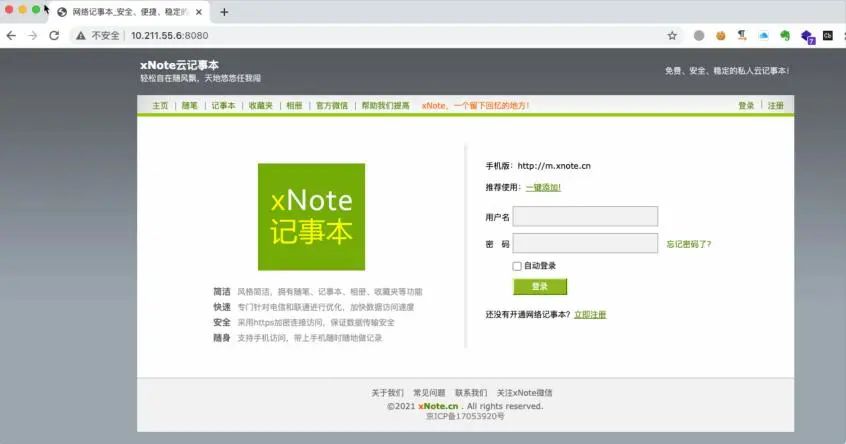 网络记事本_安全、便捷、稳定的
不安全 | 10.211.55.6:8080
xNote云记事本
轻松自在随风飘，天地悠悠任我闯
免费、安全、稳定的私人云记事本！
主页 | 随笔 | 记事本 | 收藏夹 | 相册 | 官方微信 | 帮助我们提高 xNote，一个留下回忆的地方！ 登录 | 注册
xNote
记事本
简洁 风格简洁，拥有随笔、记事本、相册、收藏夹等功能
快速 专门针对电信和联通进行优化，加快数据访问速度
安全 采用https加密连接访问，保证数据传输安全
随身 支持手机访问，带上手机随时随地做记录
手机版：http://m.xnote.cn
推荐使用：一键添加!
用户名
密 码 忘记密码了?
自动登录
登录
还没有开通网络记事本？立即注册
关于我们 常见问题 联系我们 关注xNote微信
©2021 xNote.cn . All rights reserved.
京ICP备17053920号